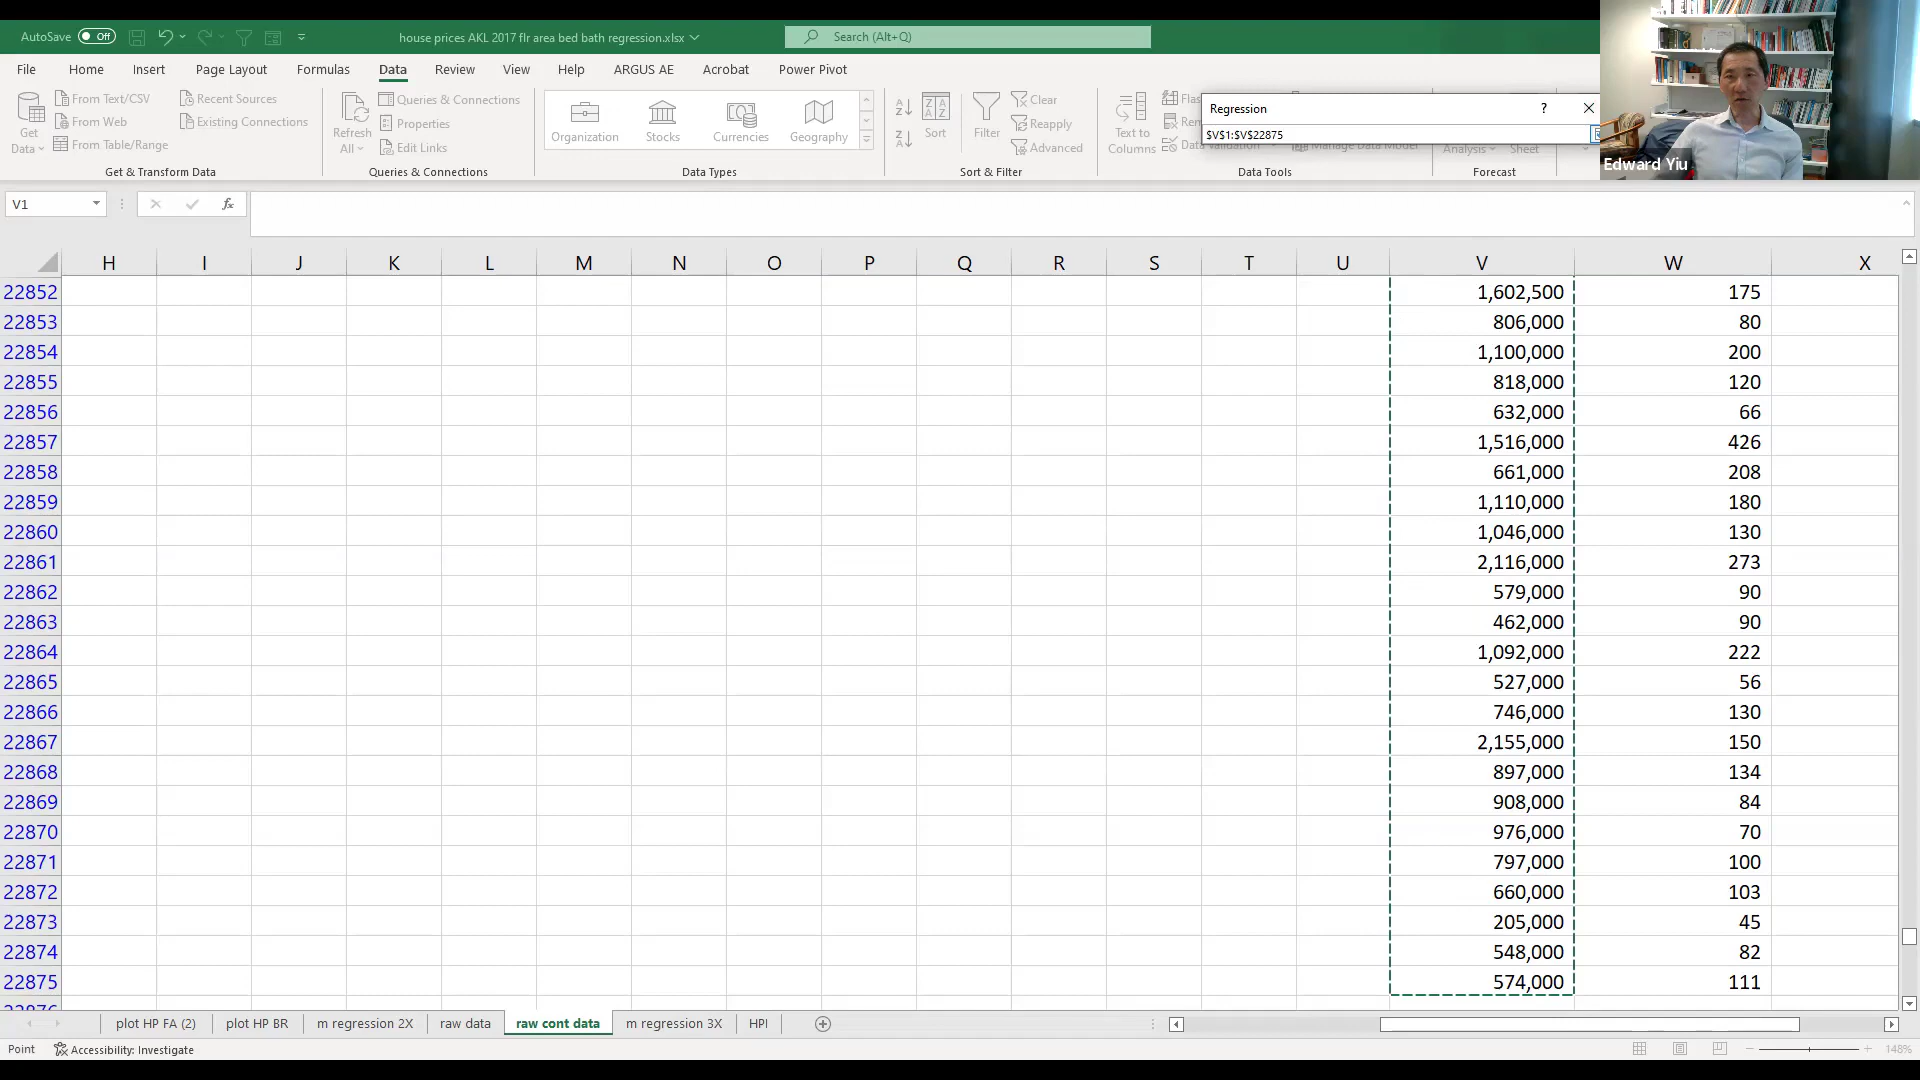 AutoSave Off
house prices AKL 2017 flr area bed bath regression.xlsx
Search (Alt+Q)
File Home Insert Page Layout Formulas Data Review View Help ARGUS AE Acrobat Power Pivot
Get Data
From Text/CSV
From Web
From Table/Range
Recent Sources
Existing Connections
Get & Transform Data
Refresh All
Queries & Connections
Properties
Edit Links
Queries & Connections
Organization Stocks Currencies Geography
Data Types
Sort
Filter
Clear
Reapply
Advanced
Sort & Filter
Text to Columns
Data Tools
Analysis
Sheet
Forecast
Regression ?
$V$1:$V$22875
Edward Yiu
V1
fx
H I J K L M N O P Q R S T U V W X
22852 1,602,500 175
22853 806,000 80
22854 1,100,000 200
22855 818,000 120
22856 632,000 66
22857 1,516,000 426
22858 661,000 208
22859 1,110,000 180
22860 1,046,000 130
22861 2,116,000 273
22862 579,000 90
22863 462,000 90
22864 1,092,000 222
22865 527,000 56
22866 746,000 130
22867 2,155,000 150
22868 897,000 134
22869 908,000 84
22870 976,000 70
22871 797,000 100
22872 660,000 103
22873 205,000 45
22874 548,000 82
22875 574,000 111
plot HP FA (2) plot HP BR m regression 2X raw data raw cont data m regression 3X HPI
Point Accessibility: Investigate
148%